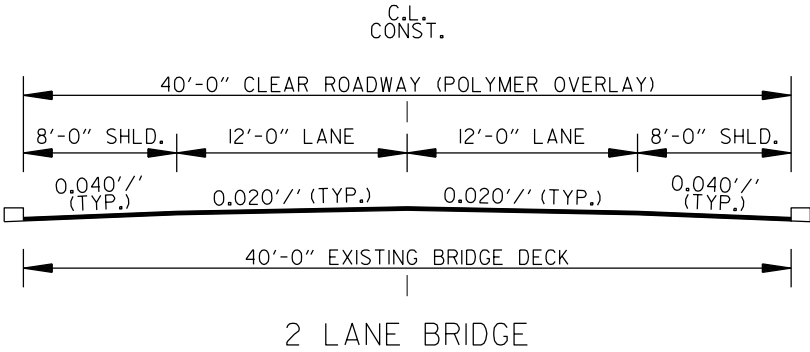 C.L.
CONST.
40'-0" CLEAR ROADWAY (POLYMER OVERLAY)
8'-0" SHLD. 12'-0" LANE 12'-0" LANE 8'-0" SHLD.
0.040'/'
(TYP.)
0.020'/' (TYP.)
0.020'/' (TYP.)
0.040'/'
(TYP.)
40'-0" EXISTING BRIDGE DECK
2 LANE BRIDGE